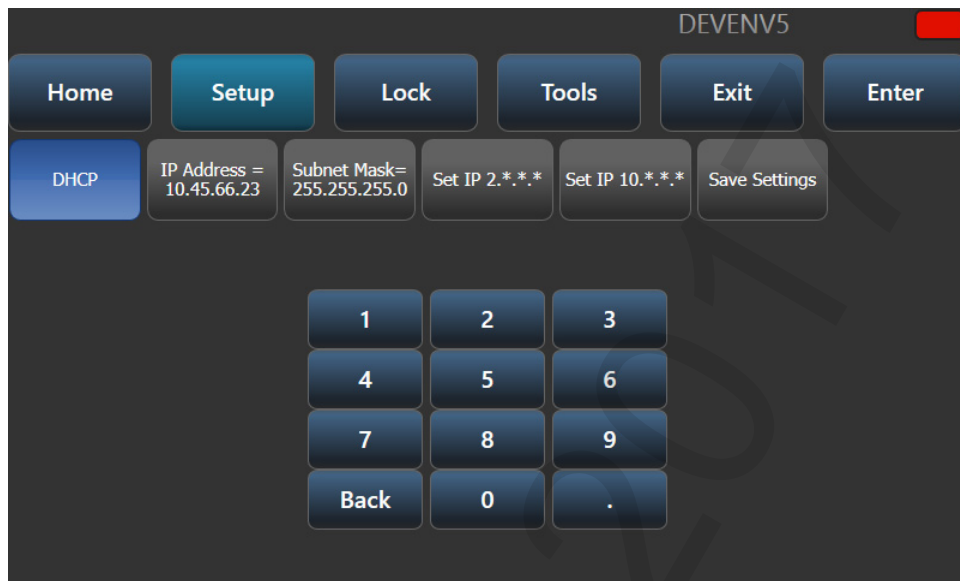 DEVENV5
Home Setup Lock Tools Exit Enter
DHCP
IP Address =
10.45.66.23
Subnet Mask=
255.255.255.0
Set IP 2.*.*.*
Set IP 10.*.*.*
Save Settings
1 2 3
4 5 6
7 8 9
Back 0 .
2017